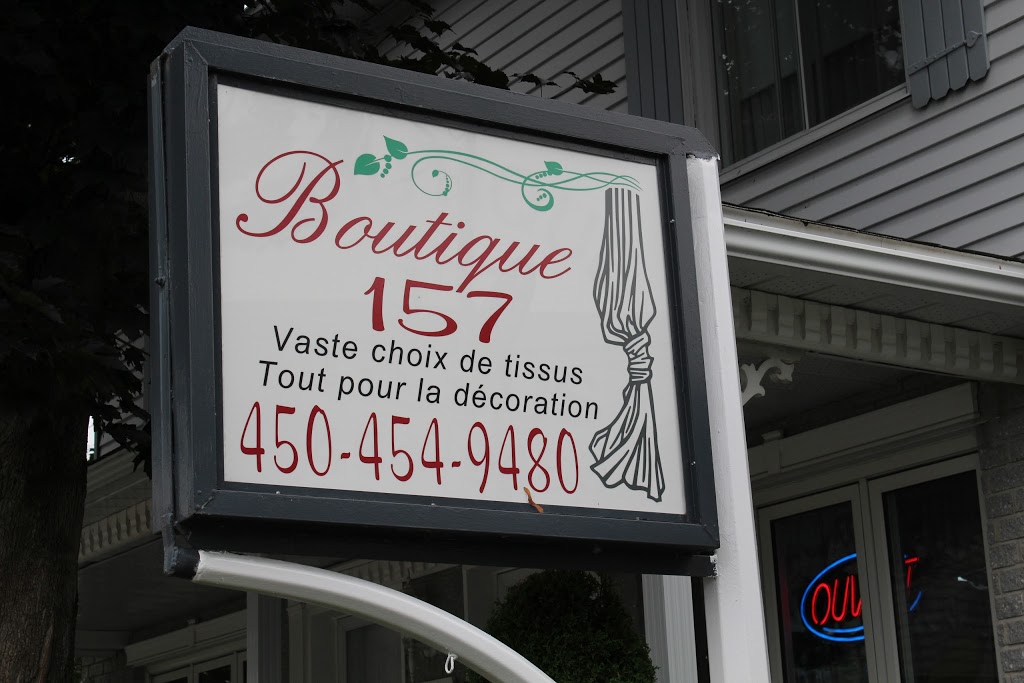 Boutique
157
Vaste choix de tissus
Tout pour la décoration
450-454-9480